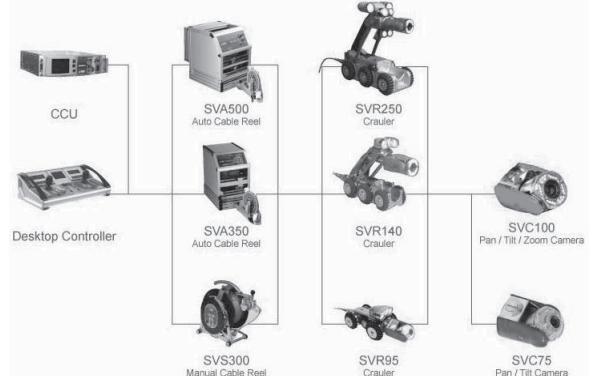 CCU
Desktop Controller
SVA500
Auto Cable Reel
SVA350
Auto Cable Reel
SVS300
Manual Cable Reel
SVR250
Crauler
SVR140
Crauler
SVR95
Crauler
SVC100
Pan / Tilt / Zoom Camera
SVC75
Pan / Tilt Camera